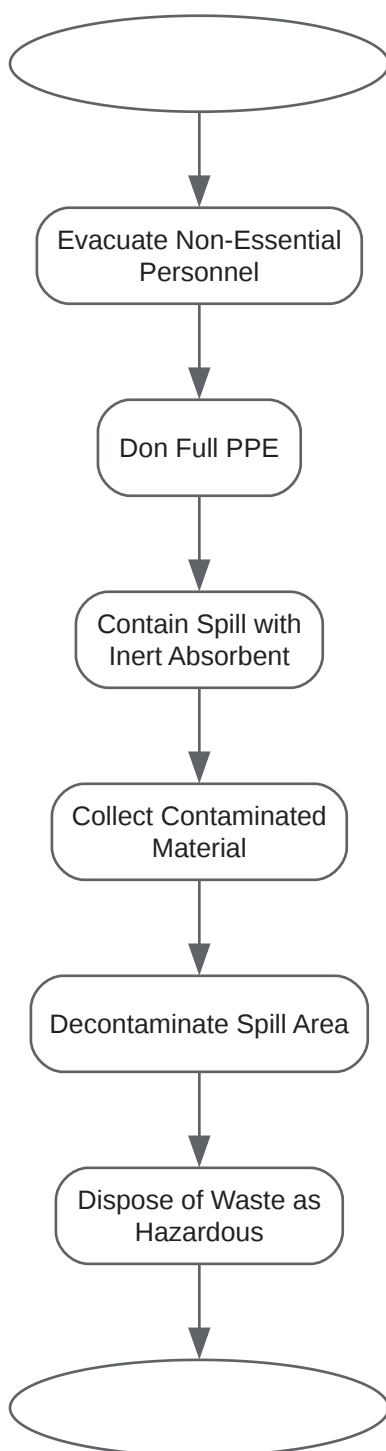 Evacuate Non-Essential
Personnel
Don Full PPE
Contain Spill with
Inert Absorbent
Collect Contaminated
Material
Decontaminate Spill Area
Dispose of Waste as
Hazardous